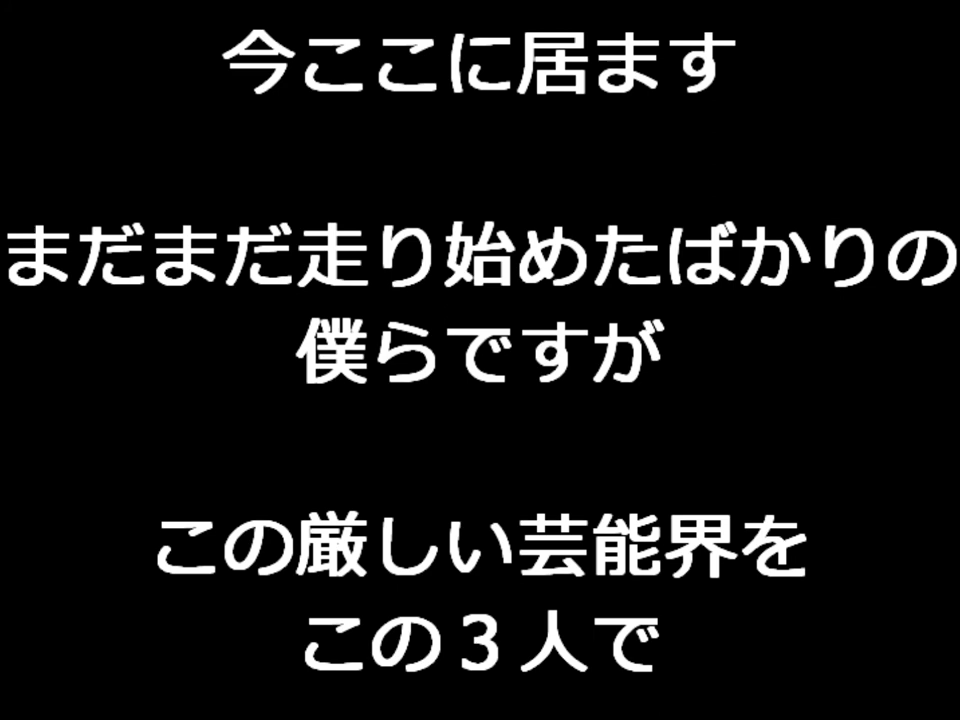 今ここに居ます
まだまだ走り始めたばかりの
僕らですが
この厳しい芸能界を
この３人で